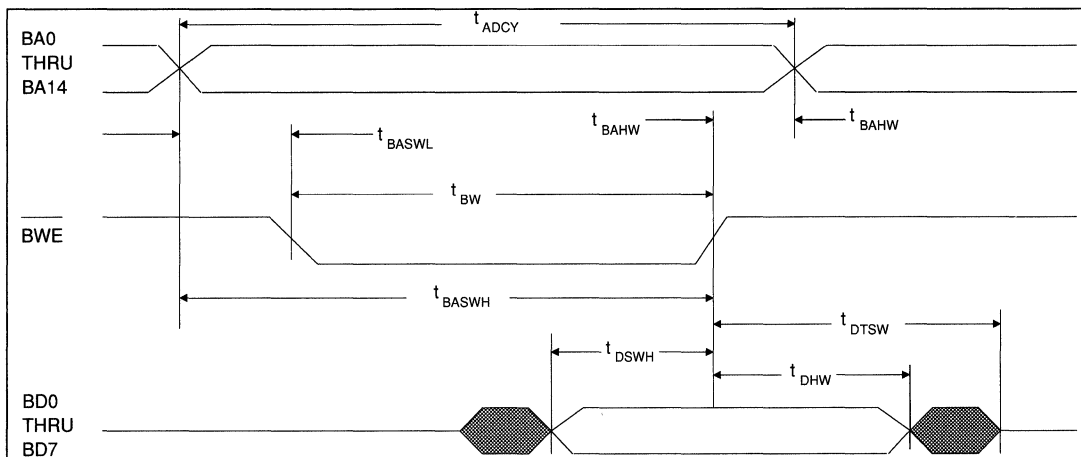 t ADCY
BA0
THRU
BA14
t BASWL
t BAHW
t BAHW
t BW
BWE
t BASWH
t DTSW
t DSWH
t DHW
BD0
THRU
BD7